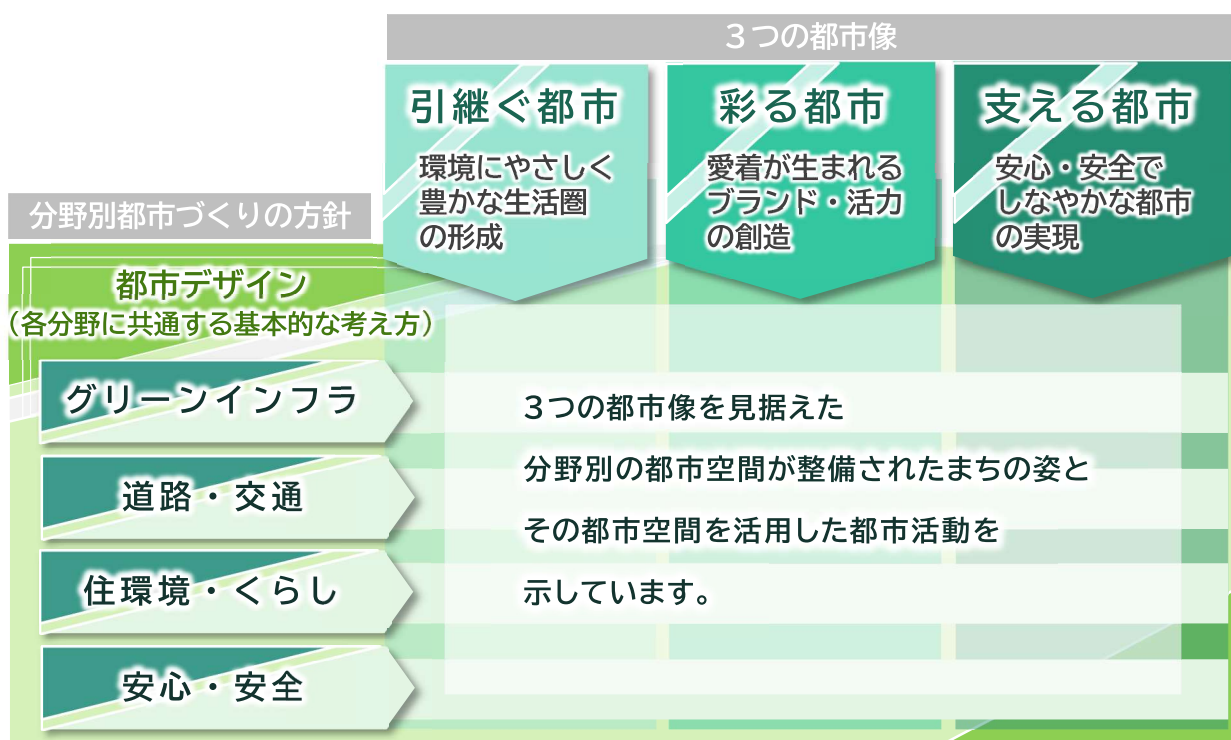 ３つの都市像
引継ぐ都市
環境にやさしく
豊かな生活圏
の形成
彩る都市
愛着が生まれる
ブランド・活力
の創造
支える都市
安心・安全で
しなやかな都市
の実現
分野別都市づくりの方針
都市デザイン
（各分野に共通する基本的な考え方）
グリーンインフラ
道路・交通
住環境・くらし
安心・安全
３つの都市像を見据えた
分野別の都市空間が整備されたまちの姿と
その都市空間を活用した都市活動を
示しています。